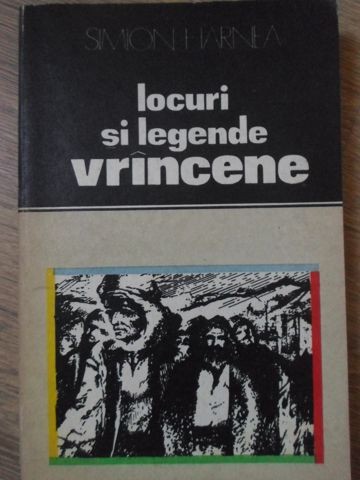 SIMION HARNEA
locuri
si legende
vrîncene